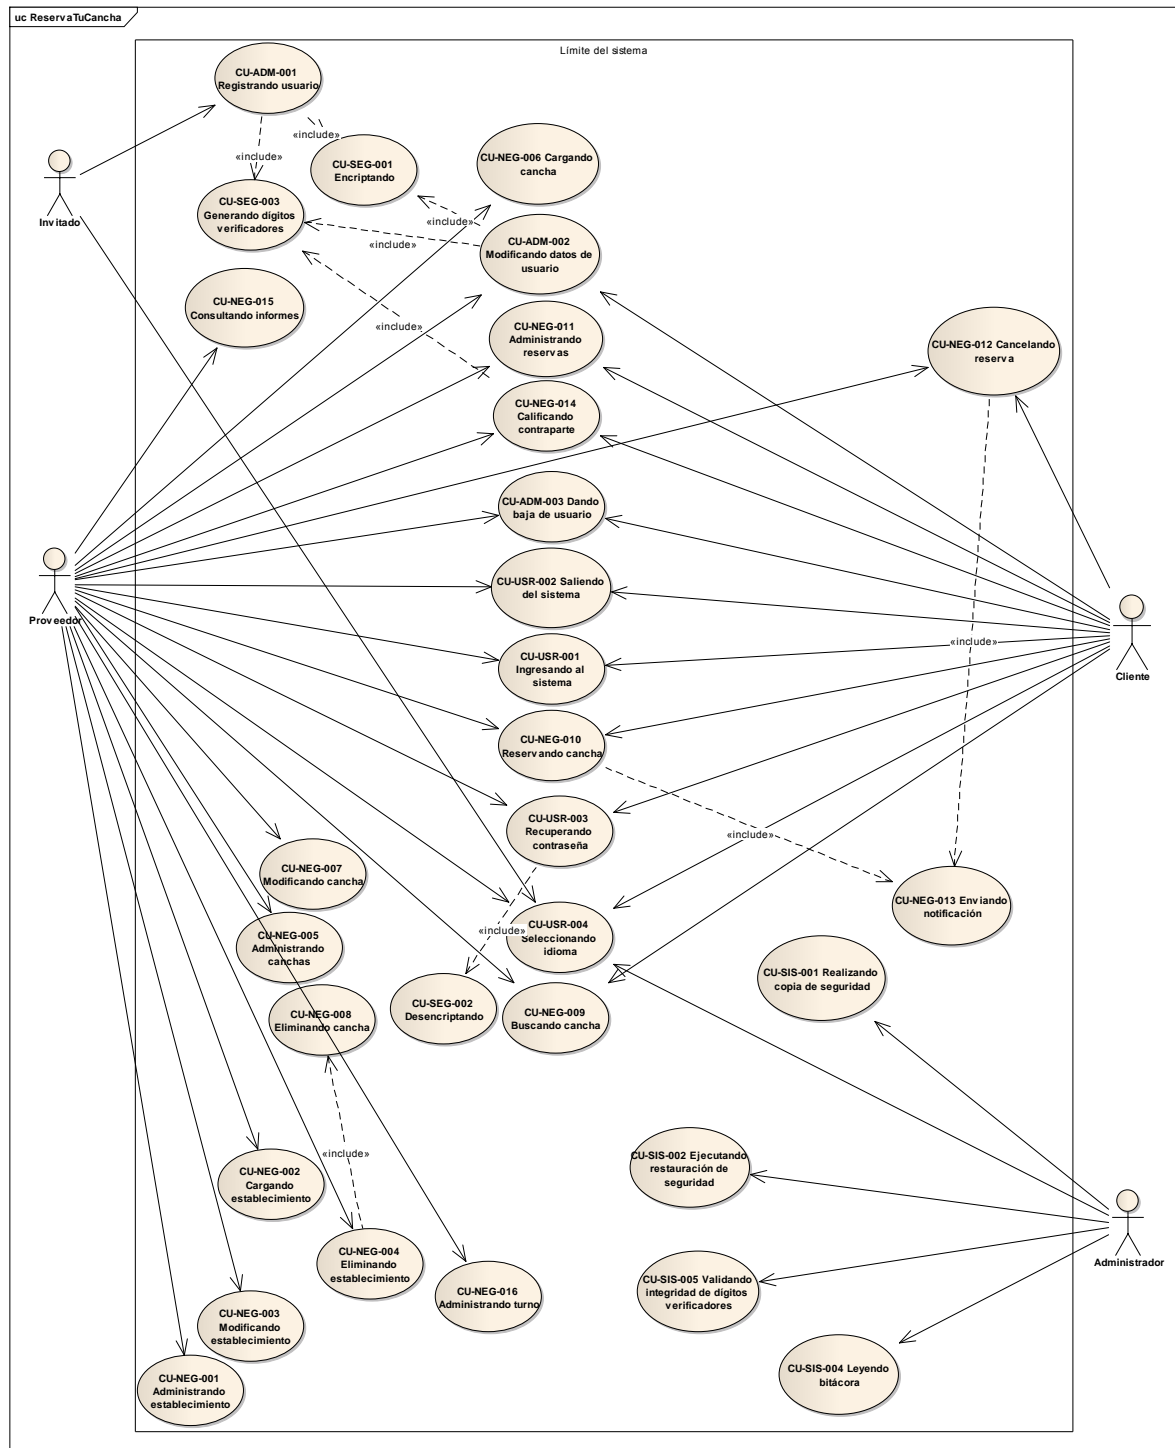 uc ReservaTuCancha
Límite del sistema
CU-ADM-001
Registrando usuario
«include»
«include»
CU-SEG-001
Encriptando
CU-NEG-006 Cargando
cancha
Invitado
CU-SEG-003
Generando dígitos
verificadores
«include»
«include»
CU-ADM-002
Modificando datos de
usuario
CU-NEG-015
Consultando informes
«include»
CU-NEG-011
Administrando
reservas
CU-NEG-012 Cancelando
reserva
CU-NEG-014
Calificando
contraparte
CU-ADM-003 Dando
baja de usuario
CU-USR-002 Saliendo
del sistema
Proveedor
CU-USR-001
Ingresando al
sistema
«include»
Cliente
CU-NEG-010
Reservando cancha
CU-USR-003
Recuperando
contraseña
«include»
CU-NEG-007
Modificando cancha
CU-NEG-013 Enviando
notificación
CU-NEG-005
Administrando
canchas
«include»
CU-USR-004
Seleccionando
idioma
CU-SIS-001 Realizando
copia de seguridad
CU-NEG-008
Eliminando cancha
CU-SEG-002
Desencriptando
CU-NEG-009
Buscando cancha
«include»
CU-NEG-002
Cargando
establecimiento
CU-SIS-002 Ejecutando
restauración de
seguridad
CU-NEG-004
Eliminando
establecimiento
Administrador
CU-NEG-016
Administrando turno
CU-SIS-005 Validando
integridad de dígitos
verificadores
CU-NEG-003
Modificando
establecimiento
CU-NEG-001
Administrando
establecimiento
CU-SIS-004 Leyendo
bitácora